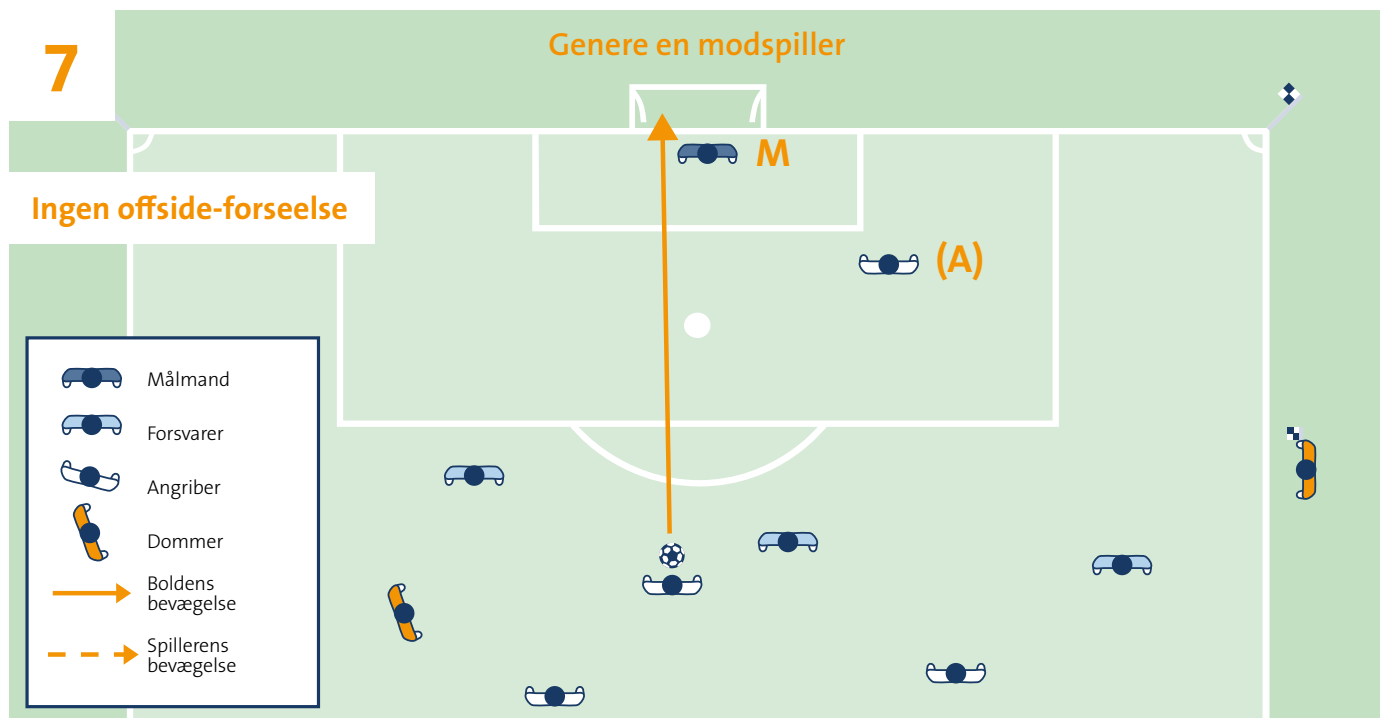 7
Genere en modspiller
M
Ingen offside-forseelse
(A)
Målmand
Forsvarer
Angriber
Dommer
Boldens
bevægelse
Spillerens
bevægelse